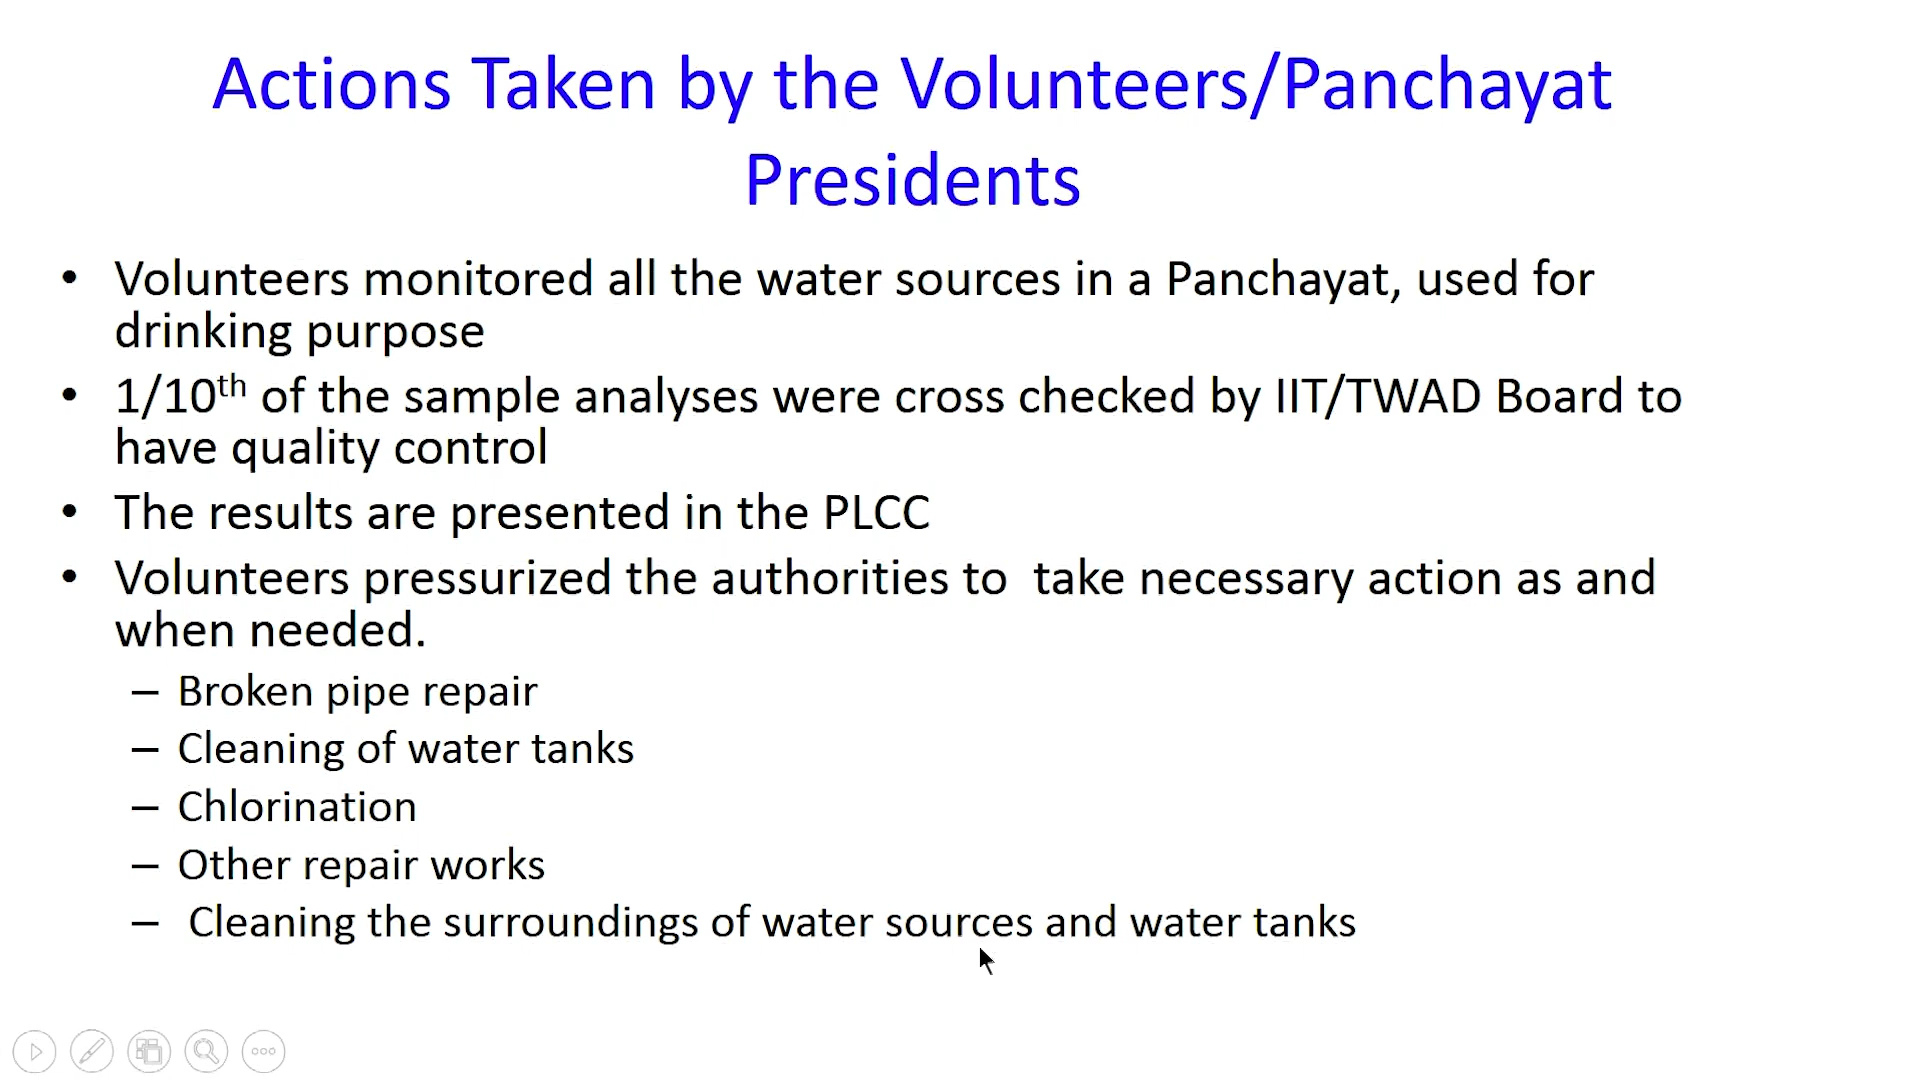 Actions Taken by the Volunteers/Panchayat
Presidents
• Volunteers monitored all the water sources in a Panchayat, used for
drinking purpose
• 1/10th of the sample analyses were cross checked by IIT/TWAD Board to
have quality control
• The results are presented in the PLCC
• Volunteers pressurized the authorities to take necessary action as and
when needed.
– Broken pipe repair
– Cleaning of water tanks
– Chlorination
– Other repair works
– Cleaning the surroundings of water sources and water tanks